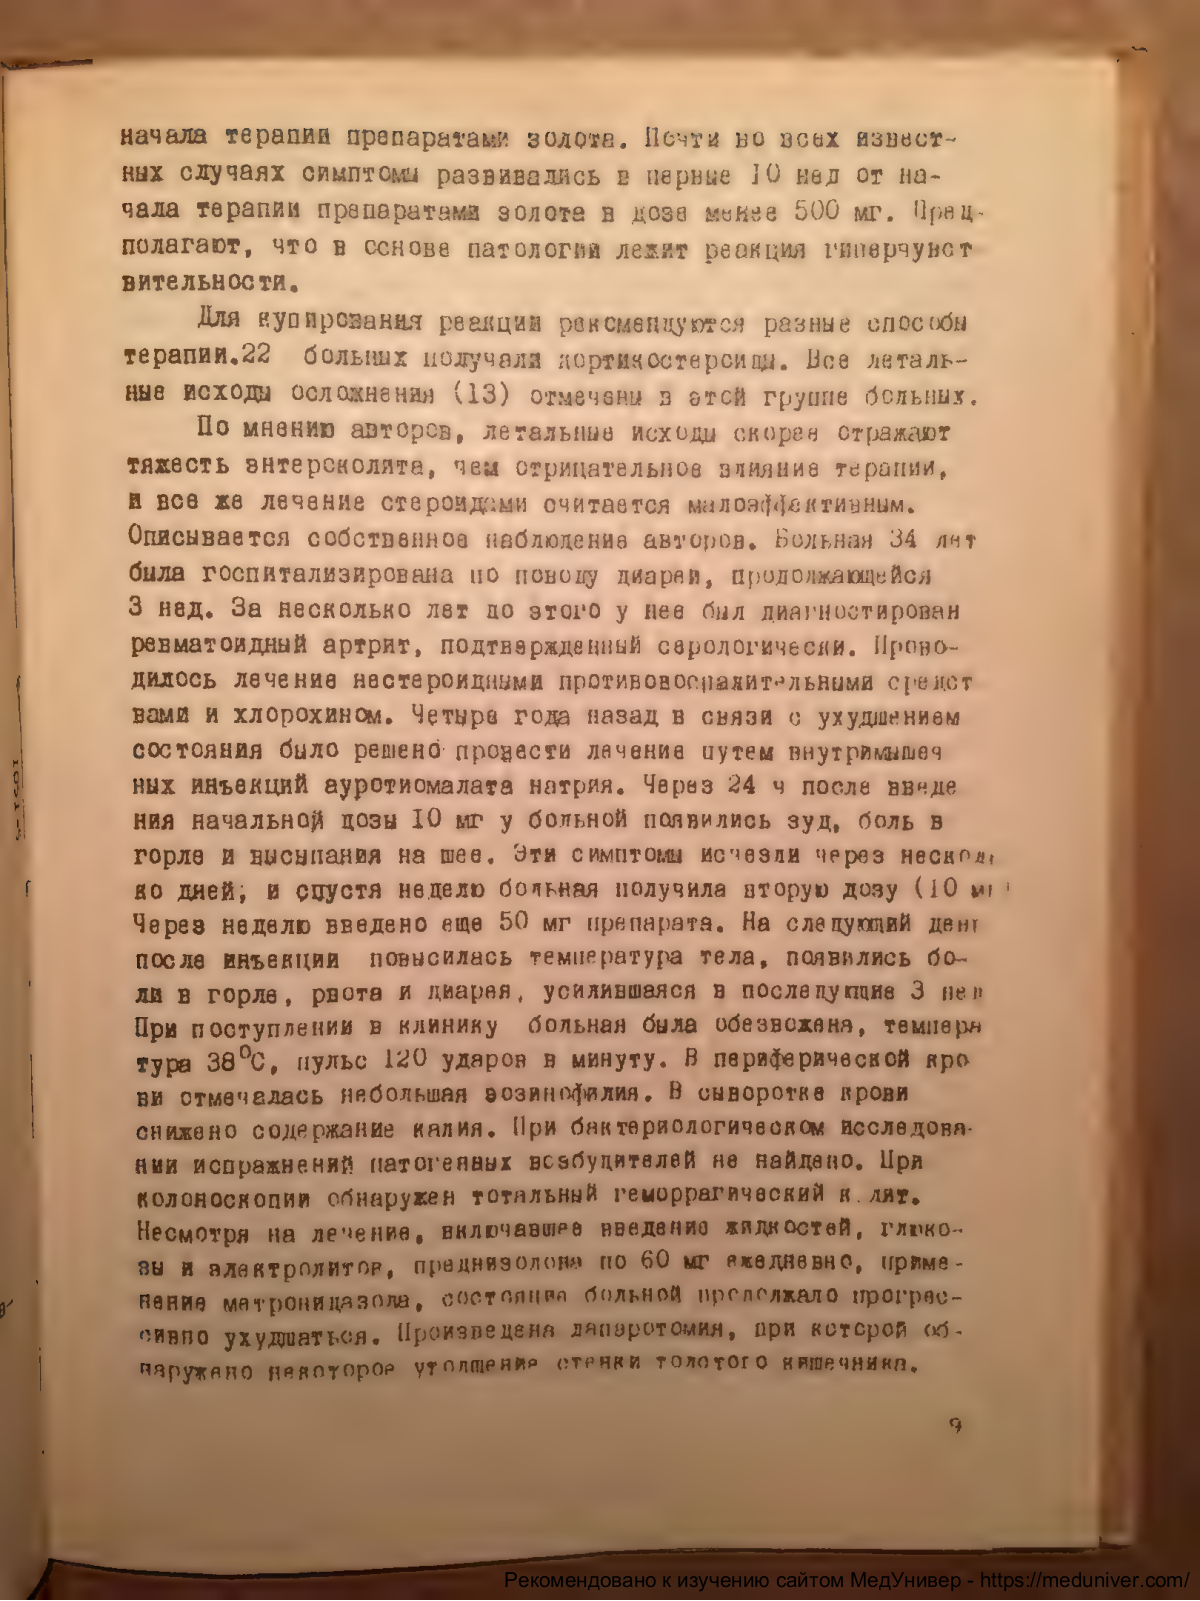 начала терапии препаратами золота. Почти во всех извест-
ных случаях симптомы развивались в первые 10 нед от на-
чала терапии препаратами золота в дозе менее 500 мг. Пред-
полагают, что в основе патологии лежит реакция гиперчувст
вительности.
Для купирования реакции рекомендуются разные способы
терапии.22 больных получали кортикостероиды. Все леталь-
ные исходы осложнения (13) отмечены в этой группе больных.
По мнению авторов, летальные исходы скорее отражают
тяжесть энтероколита, чем отрицательное влияние терапии,
и все же лечение стероидами считается малоэффективным.
Описывается собственное наблюдение авторов. Больная 34 лет
была госпитализирована по поводу диареи, продолжающейся
3 нед. За несколько лет до этого у нее был диагностирован
ревматоидный артрит, подтвержденный серологически. Прово-
дилось лечение нестероидными противовоспалительными средст
вами и хлорохином. Четыре года назад в связи с ухудшением
состояния было решено провести лечение путем внутримышеч
ных инъекций ауротиомалата натрия. Через 24 ч после введе
ния начальной дозы 10 мг у больной появились зуд, боль в
горле и высыпания на шее. Эти симптомы исчезли через несколь
ко дней, и спустя неделю больная получила вторую дозу (10 мг
Через неделю введено еще 50 мг препарата. На следующий день
после инъекции повысилась температура тела, появились бо-
ли в горле, рвота и диарея, усилившаяся в последующие 3 нед
При поступлении в клинику больная была обезвожена, темпера
тура 38°С, пульс 120 ударов в минуту. В периферической кро
ви отмечалась небольшая эозинофилия. В сыворотке крови
снижено содержание калия. При бактериологическом исследова-
нии испражнений патогенных возбудителей не найдено. При
колоноскопии обнаружен тотальный геморрагический колит.
Несмотря на лечение, включавшее введение жидкостей, глюко-
зы и электролитов, преднизолона по 60 мг ежедневно, приме-
нение метронидазола, состояние больной продолжало прогрес-
сивно ухудшаться. Произведена лапаротомия, при которой об-
наружено некоторое утолщение стенки толстого кишечника.
9
Рекомендовано к изучению сайтом МедУнивер - https://meduniver.com/